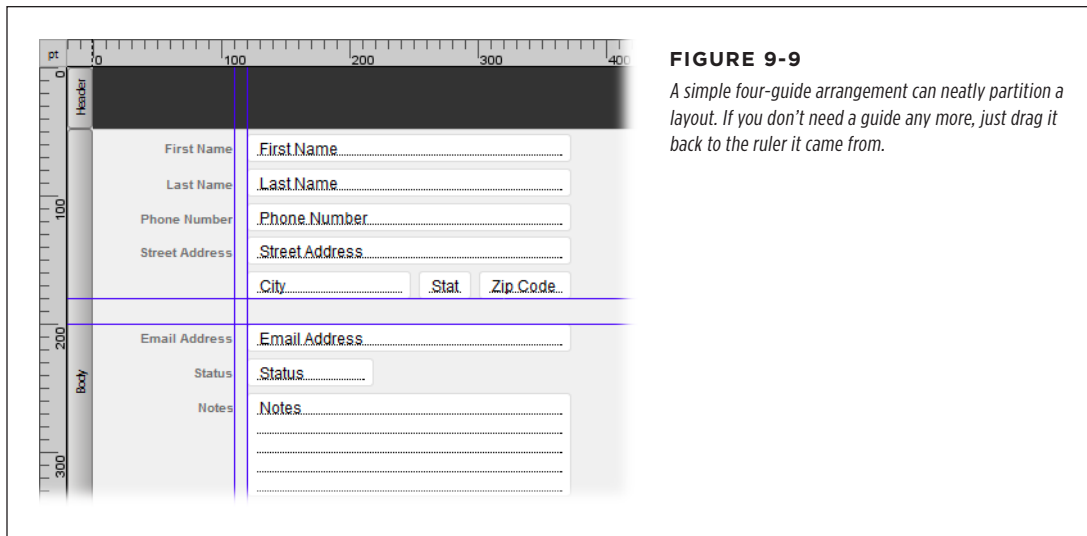 pt
0 100 200 300 400
0
Header
First Name First Name
Last Name Last Name
100
Phone Number Phone Number
Street Address Street Address
City Stat Zip Code
200
Email Address Email Address
Body
Status Status
Notes Notes
300
FIGURE 9-9
A simple four-guide arrangement can neatly partition a
layout. If you don’t need a guide any more, just drag it
back to the ruler it came from.